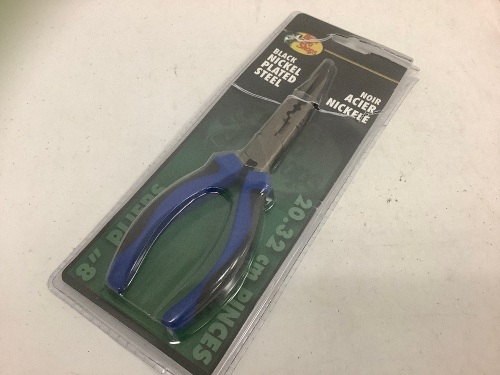 BLACK
NICKEL
PLATED
STEEL
NOIR
ACIER
NICKELÉ
8" PLIERS
20.32 cm PINCES